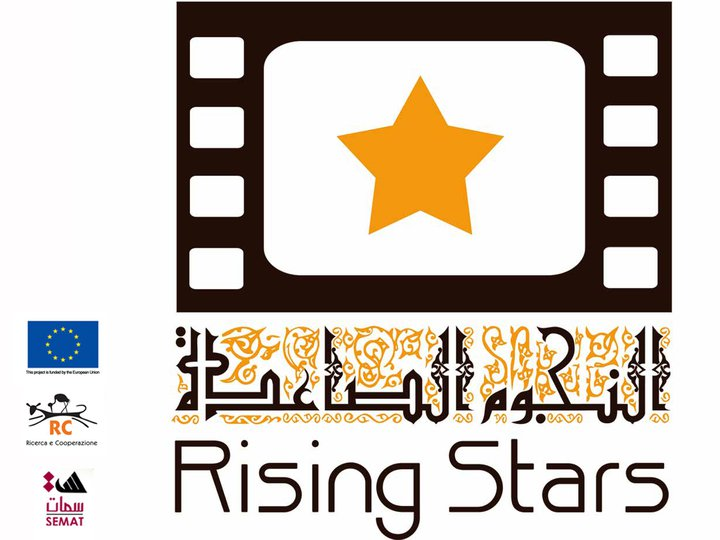 النجوم الصاعدة
Rising Stars
This project is funded by the European Union
RC
Ricerca e Cooperazione
سمات
SEMAT